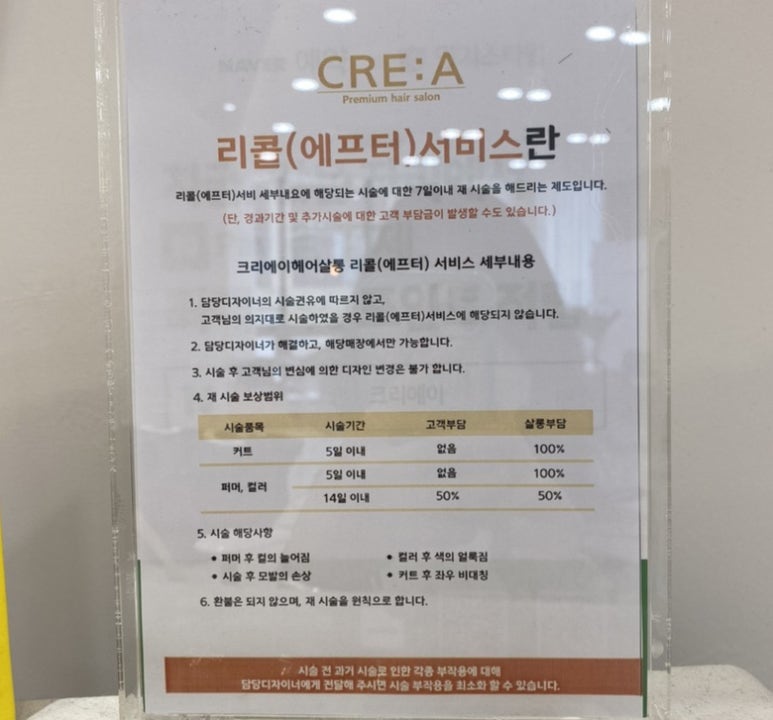 CRE:A
Premium hair salon
리콜(에프터)서비스란
리콜(에프터)서비 세부내요에 해당되는 시술에 대한 7일이내 재 시술을 해드리는 제도입니다.
(단, 경과기간 및 추가시술에 대한 고객 부담금이 발생할 수도 있습니다.)
크리에이헤어살롱 리콜(에프터) 서비스 세부내용
1. 담당디자이너의 시술권유에 따르지 않고,
고객님의 의지대로 시술하였을 경우 리콜(에프터)서비스에 해당되지 않습니다.
2. 담당디자이너가 해결하고, 해당매장에서만 가능합니다.
3. 시술 후 고객님의 변심에 의한 디자인 변경은 불가 합니다.
4. 재 시술 보상범위
시술품목 시술기간 고객부담 살롱부담
커트 5일 이내 없음 100%
퍼머, 컬러 5일 이내 없음 100%
14일 이내 50% 50%
5. 시술 해당사항
• 퍼머 후 컬의 늘어짐 • 컬러 후 색의 얼룩짐
• 시술 후 모발의 손상 • 커트 후 좌우 비대칭
6. 환불은 되지 않으며, 재 시술을 원칙으로 합니다.
시술 전 과거 시술로 인한 각종 부작용에 대해
담당디자이너에게 전달해 주시면 시술 부작용을 최소화 할 수 있습니다.